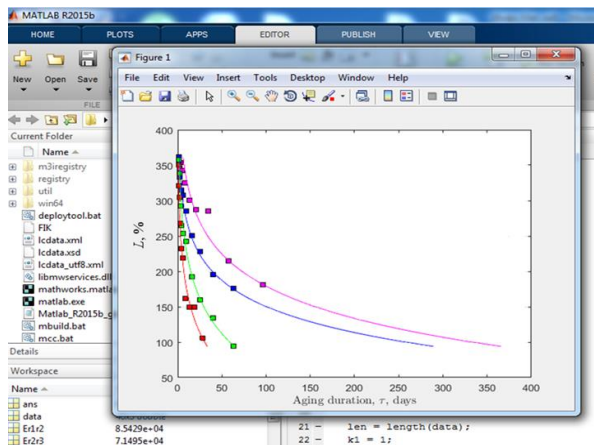 MATLAB R2015b
HOME PLOTS APPS EDITOR PUBLISH VIEW
New Open Save
FILE
Figure 1
File Edit View Insert Tools Desktop Window Help
Current Folder
Name
m3iregistry
registry
util
win64
deploytool.bat
FIK
lcdata.xml
lcdata.xsd
lcdata_utf8.xml
libmwservices.dl
mathworks.matla
matlab.exe
Matlab_R2015b_g
mbuild.bat
mcc.bat
Details
Workspace
Name
ans
data
Er1r2 8.5429e+04
Er2r3 7.1495e+04
400
350
300
250
200
150
100
50
L, %
0 50 100 150 200 250 300 350 400
Aging duration, τ, days
21 - len = length(data);
22 - k1 = 1;